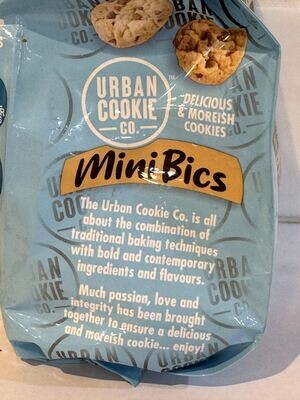 URBAN
COOKIE
CO.
TM
DELICIOUS
& MOREISH
COOKIES
MiniBics
The Urban Cookie Co. is all
about the combination of
traditional baking techniques
with bold and contemporary
ingredients and flavours.
Much passion, love and
integrity has been brought
together to ensure a delicious
and moreish cookie... enjoy!